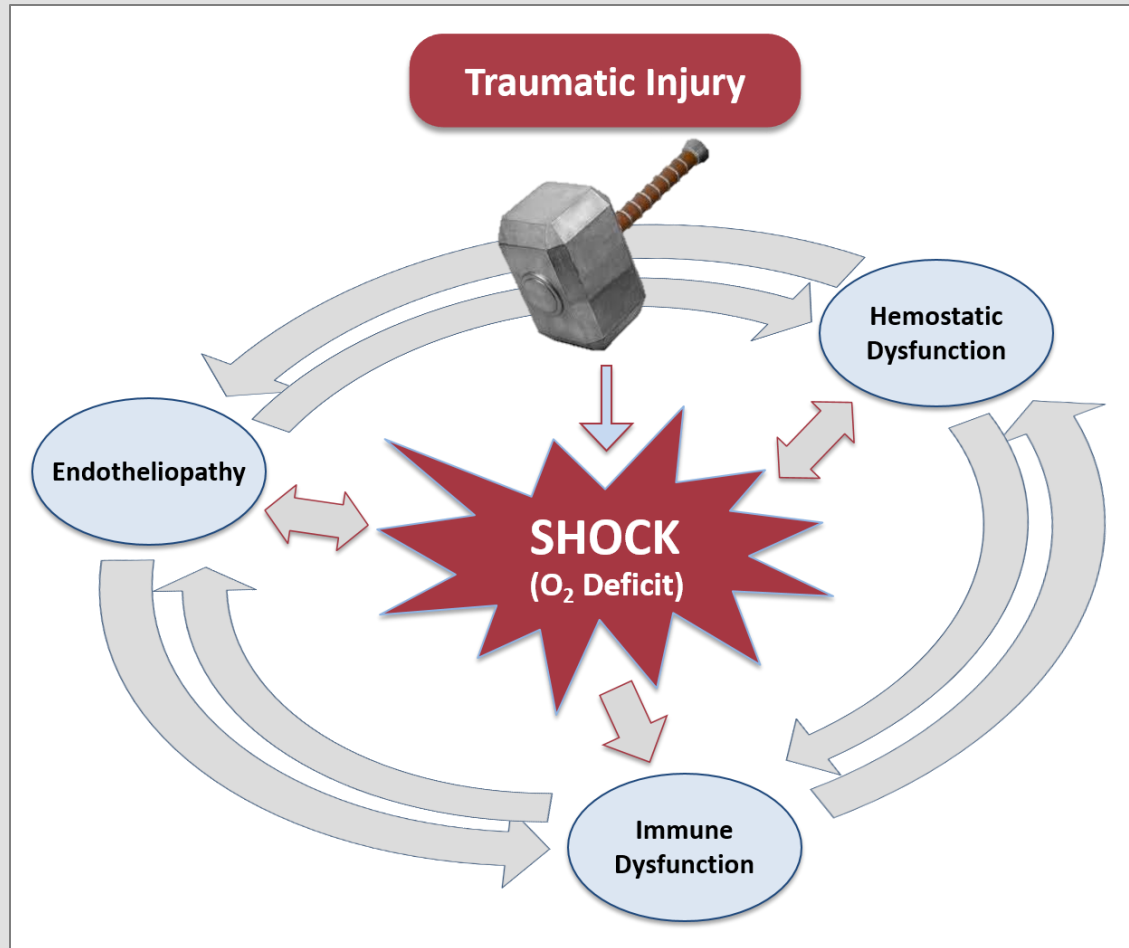 Traumatic Injury
Hemostatic
Dysfunction
Endotheliopathy
SHOCK
(O₂ Deficit)
Immune
Dysfunction